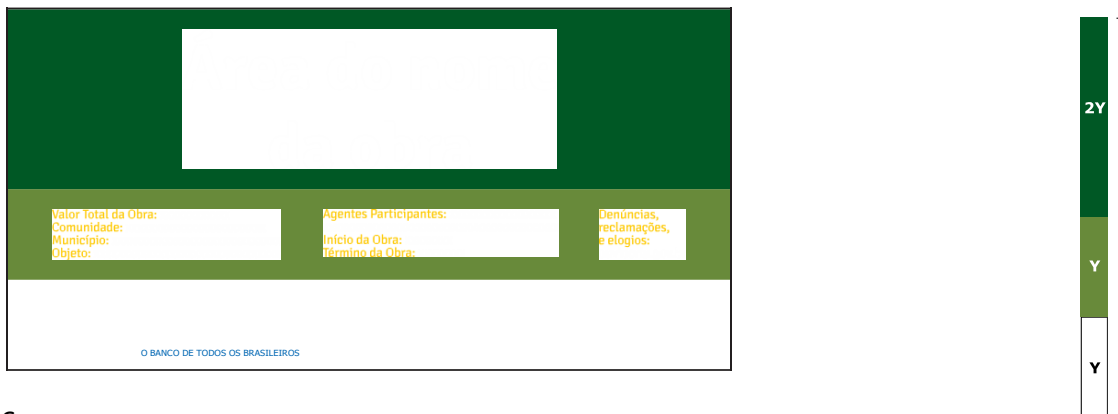 Valor Total da Obra:
Comunidade:
Município:
Objeto:
Agentes Participantes:
Início da Obra:
Término da Obra:
Denúncias,
reclamações,
e elogios:
O BANCO DE TODOS OS BRASILEIROS
2Y
Y
Y